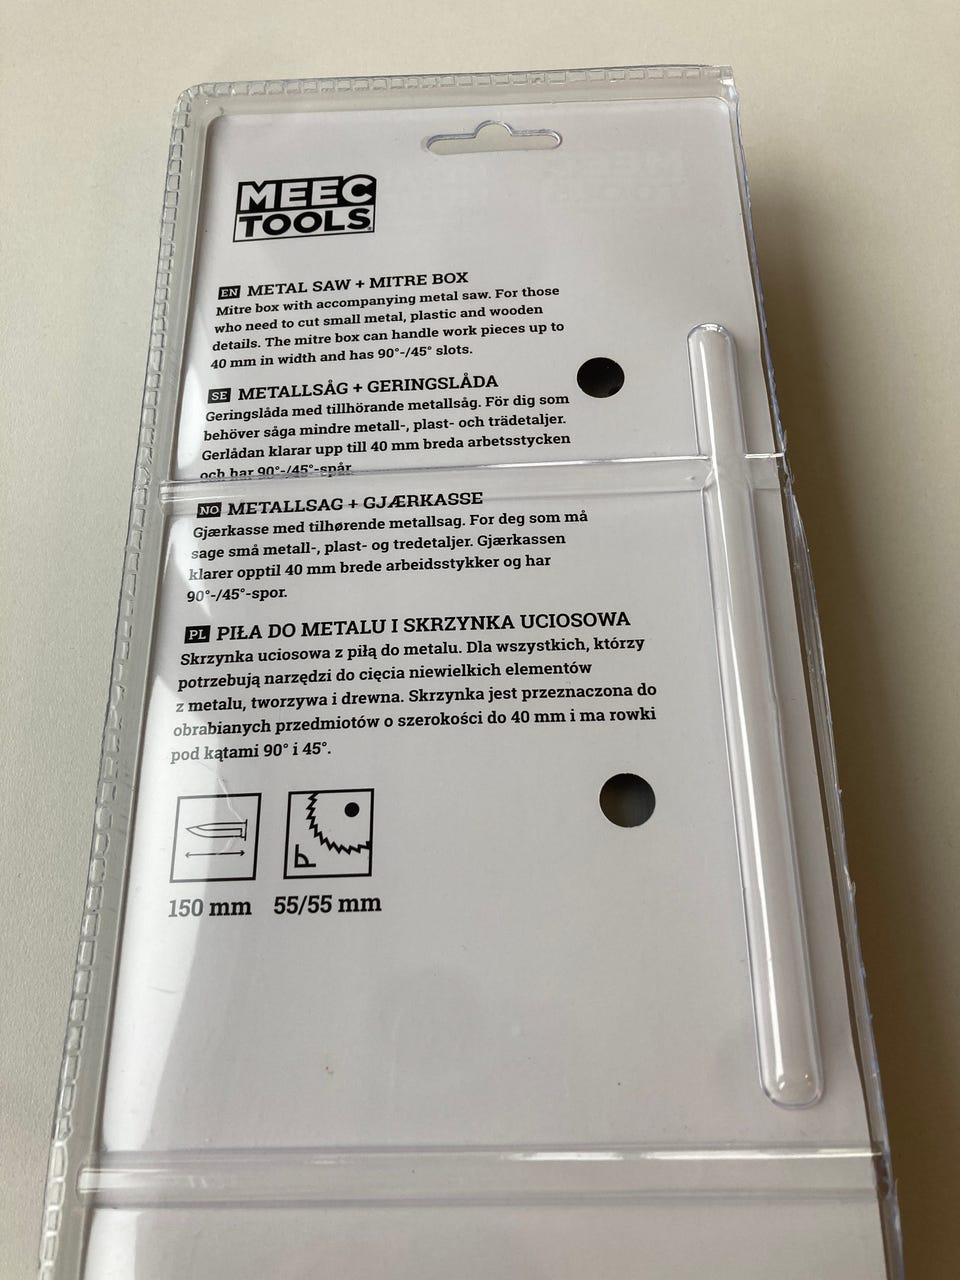 MEEC
TOOLS®
EN METAL SAW + MITRE BOX
Mitre box with accompanying metal saw. For those
who need to cut small metal, plastic and wooden
details. The mitre box can handle work pieces up to
40 mm in width and has 90°-/45° slots.
SE METALLSÅG + GERINGSLÅDA
Geringslåda med tillhörande metallsåg. För dig som
behöver såga mindre metall-, plast- och trädetaljer.
Gerlådan klarar upp till 40 mm breda arbetsstycken
och har 90°-/45°-spår.
NO METALLSAG + GJÆRKASSE
Gjærkasse med tilhørende metallsag. For deg som må
sage små metall-, plast- og tredetaljer. Gjærkassen
klarer opptil 40 mm brede arbeidsstykker og har
90°-/45°-spor.
PL PIŁA DO METALU I SKRZYNKA UCIOSOWA
Skrzynka uciosowa z piłą do metalu. Dla wszystkich, którzy
potrzebują narzędzi do cięcia niewielkich elementów
z metalu, tworzywa i drewna. Skrzynka jest przeznaczona do
obrabianych przedmiotów o szerokości do 40 mm i ma rowki
pod kątami 90° i 45°.
150 mm 55/55 mm